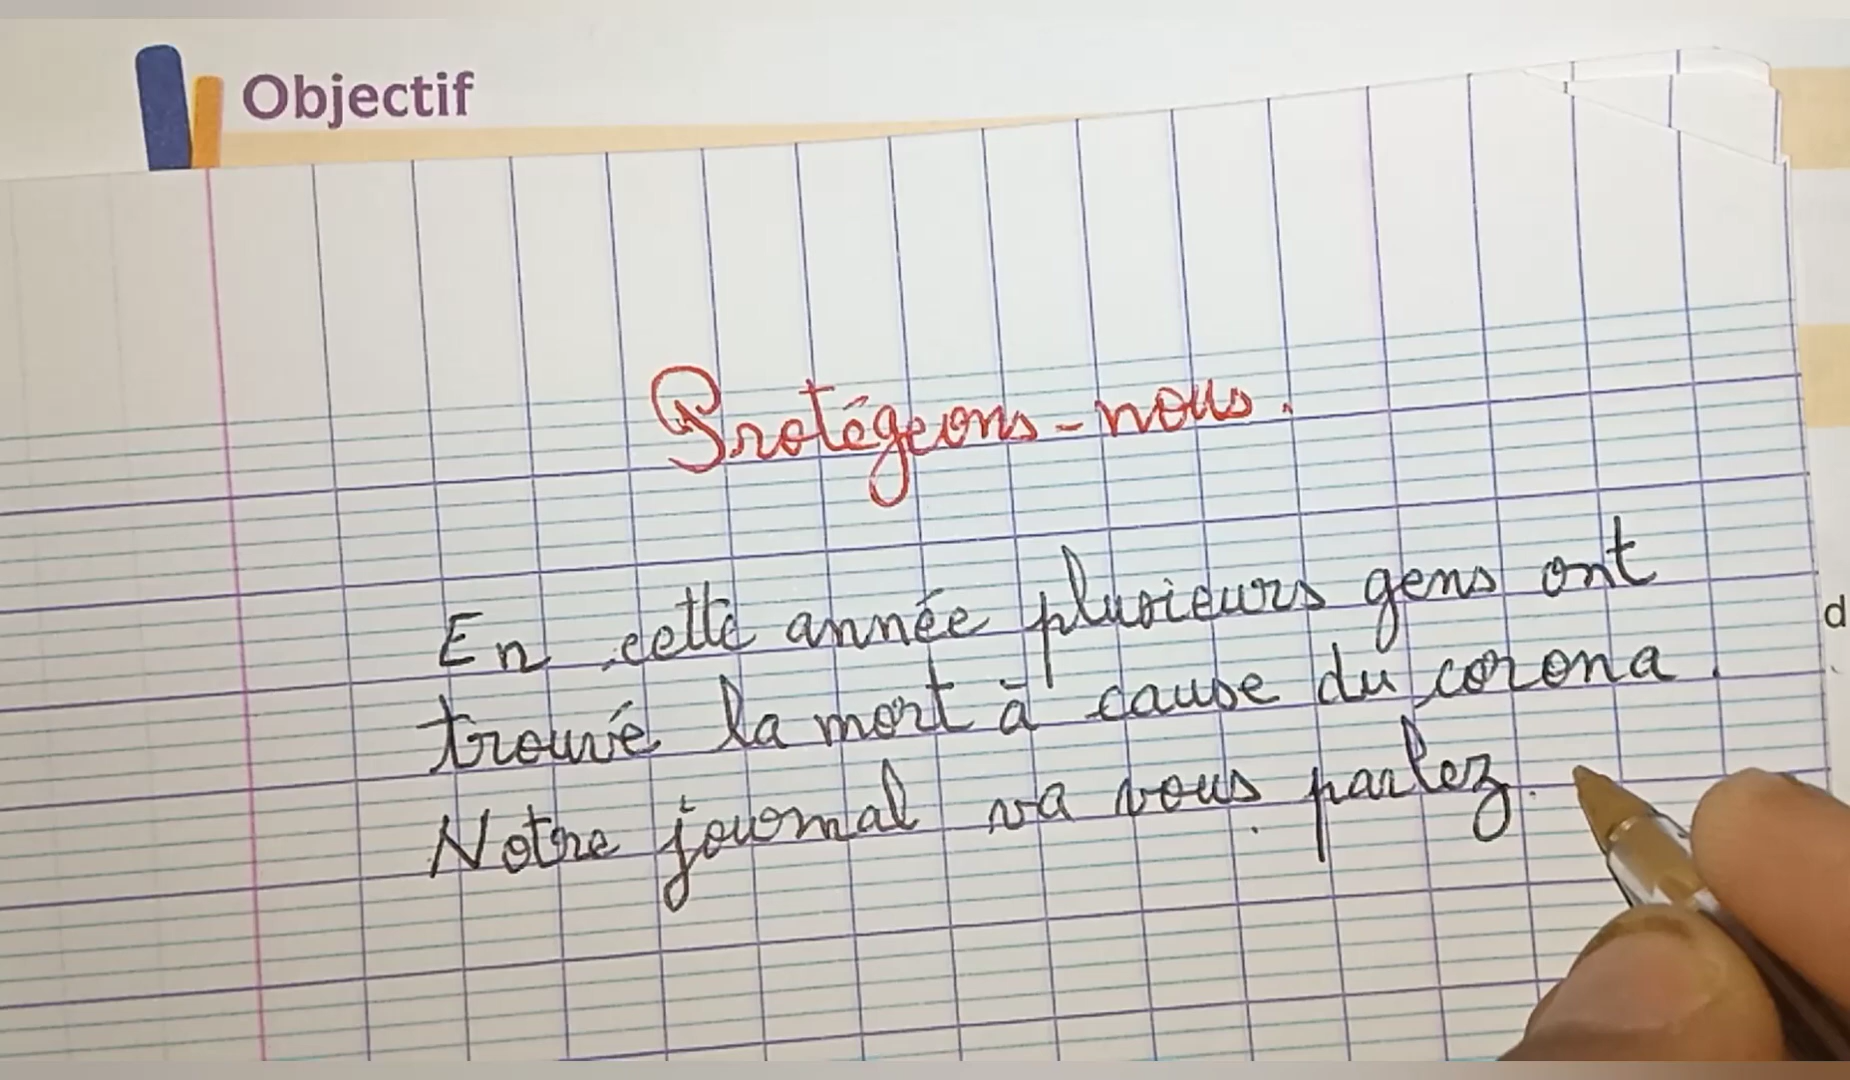 Objectif
Protégeons-nous.
En cette année plusieurs gens ont
trouvé la mort à cause du corona.
Notre journal va vous parlez.
d